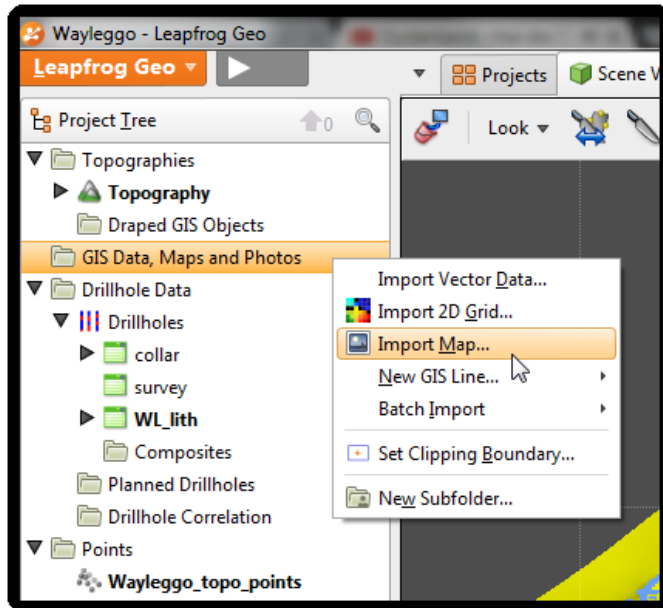 Wayleggo - Leapfrog Geo
Leapfrog Geo
Projects
Scene V
Project Tree
0
Look
Topographies
Topography
Draped GIS Objects
GIS Data, Maps and Photos
Drillhole Data
Drillholes
collar
survey
WL_lith
Composites
Planned Drillholes
Drillhole Correlation
Points
Wayleggo_topo_points
Import Vector Data...
Import 2D Grid...
Import Map...
New GIS Line...
Batch Import
Set Clipping Boundary...
New Subfolder...